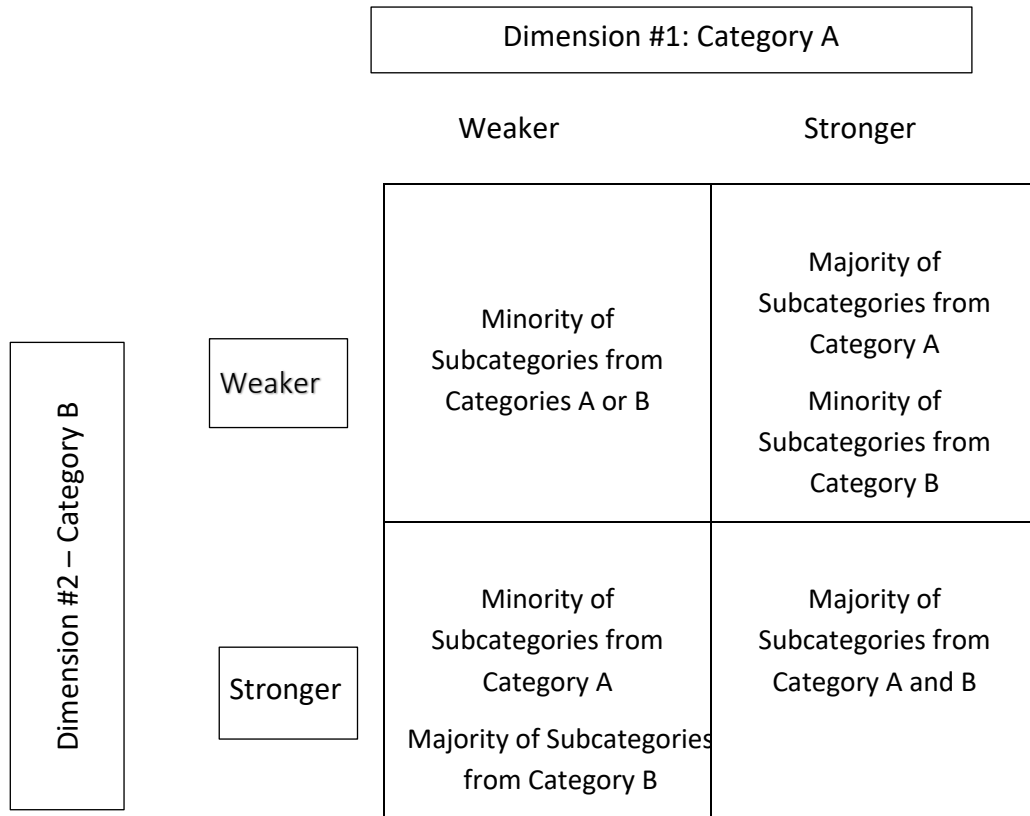 Dimension #1: Category A
Weaker
Stronger
Minority of
Subcategories from
Categories A or B
Majority of
Subcategories from
Category A
Minority of
Subcategories from
Category B
Weaker
Dimension #2 – Category B
Stronger
Minority of
Subcategories from
Category A
Majority of Subcategories
from Category B
Majority of
Subcategories from
Category A and B